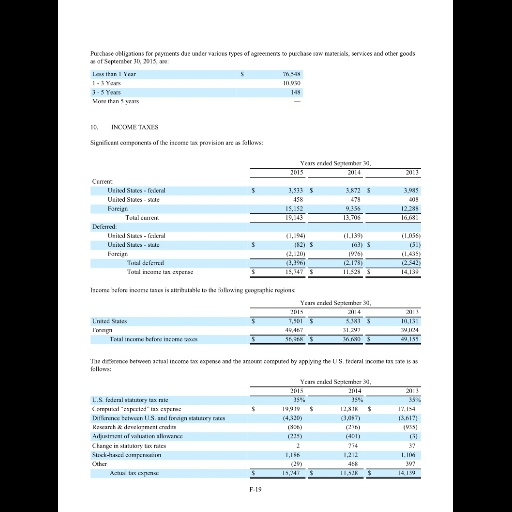 Purchase obligations for payments due under various types of agreements to purchase raw materials, services and other goods
as of September 30, 2015, are:
Less than 1 Year $ 76,548
1 - 3 Years 10,930
3 - 5 Years 148
More than 5 years —
10. INCOME TAXES
Significant components of the income tax provision are as follows:
Years ended September 30,
2015 2014 2013
Current:
United States - federal $ 3,533 $ 3,872 $ 3,985
United States - state 458 478 408
Foreign 15,152 9,356 12,288
Total current 19,143 13,706 16,681
Deferred:
United States - federal (1,194) (1,139) (1,056)
United States - state $ (82) $ (63) $ (51)
Foreign (2,120) (976) (1,435)
Total deferred (3,396) (2,178) (2,542)
Total income tax expense $ 15,747 $ 11,528 $ 14,139
Income before income taxes is attributable to the following geographic regions:
Years ended September 30,
2015 2014 2013
United States $ 7,501 $ 5,383 $ 10,131
Foreign 49,467 31,297 39,024
Total income before income taxes $ 56,968 $ 36,680 $ 49,155
The difference between actual income tax expense and the amount computed by applying the U.S. federal income tax rate is as
follows:
Years ended September 30,
2015 2014 2013
U.S. federal statutory tax rate 35% 35% 35%
Computed "expected" tax expense $ 19,939 $ 12,838 $ 17,154
Difference between U.S. and foreign statutory rates (4,320) (3,087) (3,617)
Research & development credits (806) (276) (935)
Adjustment of valuation allowance (225) (401) (3)
Change in statutory tax rates 2 774 37
Stock-based compensation 1,186 1,212 1,106
Other (29) 468 397
Actual tax expense $ 15,747 $ 11,528 $ 14,139
F-19